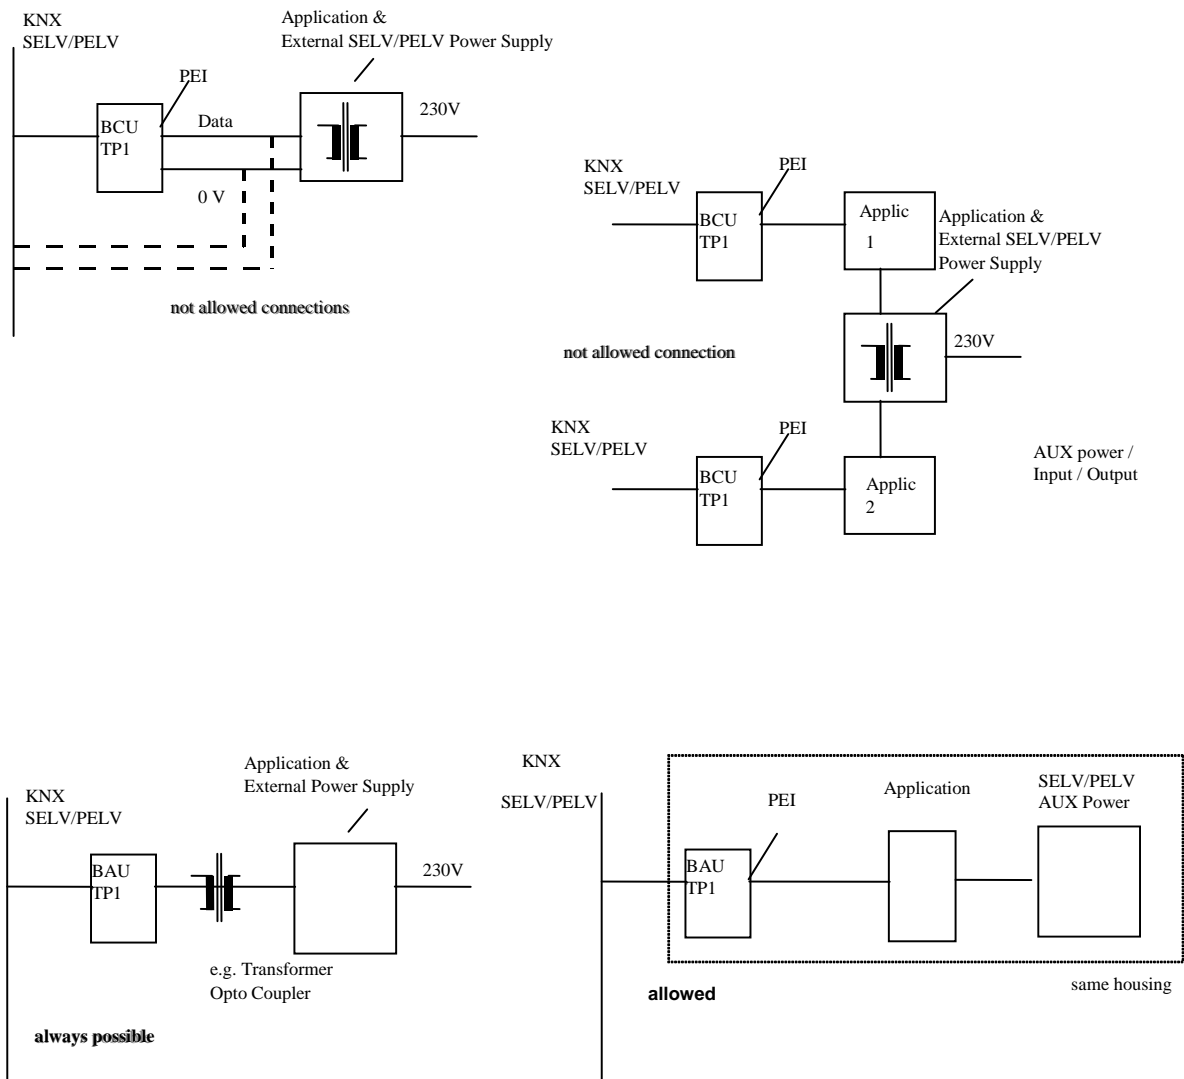 KNX
SELV/PELV
Application &
External SELV/PELV Power Supply
PEI
230V
BCU
TP1
Data
0 V
not allowed connections
KNX
SELV/PELV
PEI
BCU
TP1
Applic
1
Application &
External SELV/PELV
Power Supply
230V
not allowed connection
KNX
SELV/PELV
PEI
BCU
TP1
Applic
2
AUX power /
Input / Output
KNX
SELV/PELV
Application &
External Power Supply
BAU
TP1
230V
e.g. Transformer
Opto Coupler
always possible
KNX
SELV/PELV
PEI
Application
SELV/PELV
AUX Power
BAU
TP1
allowed
same housing